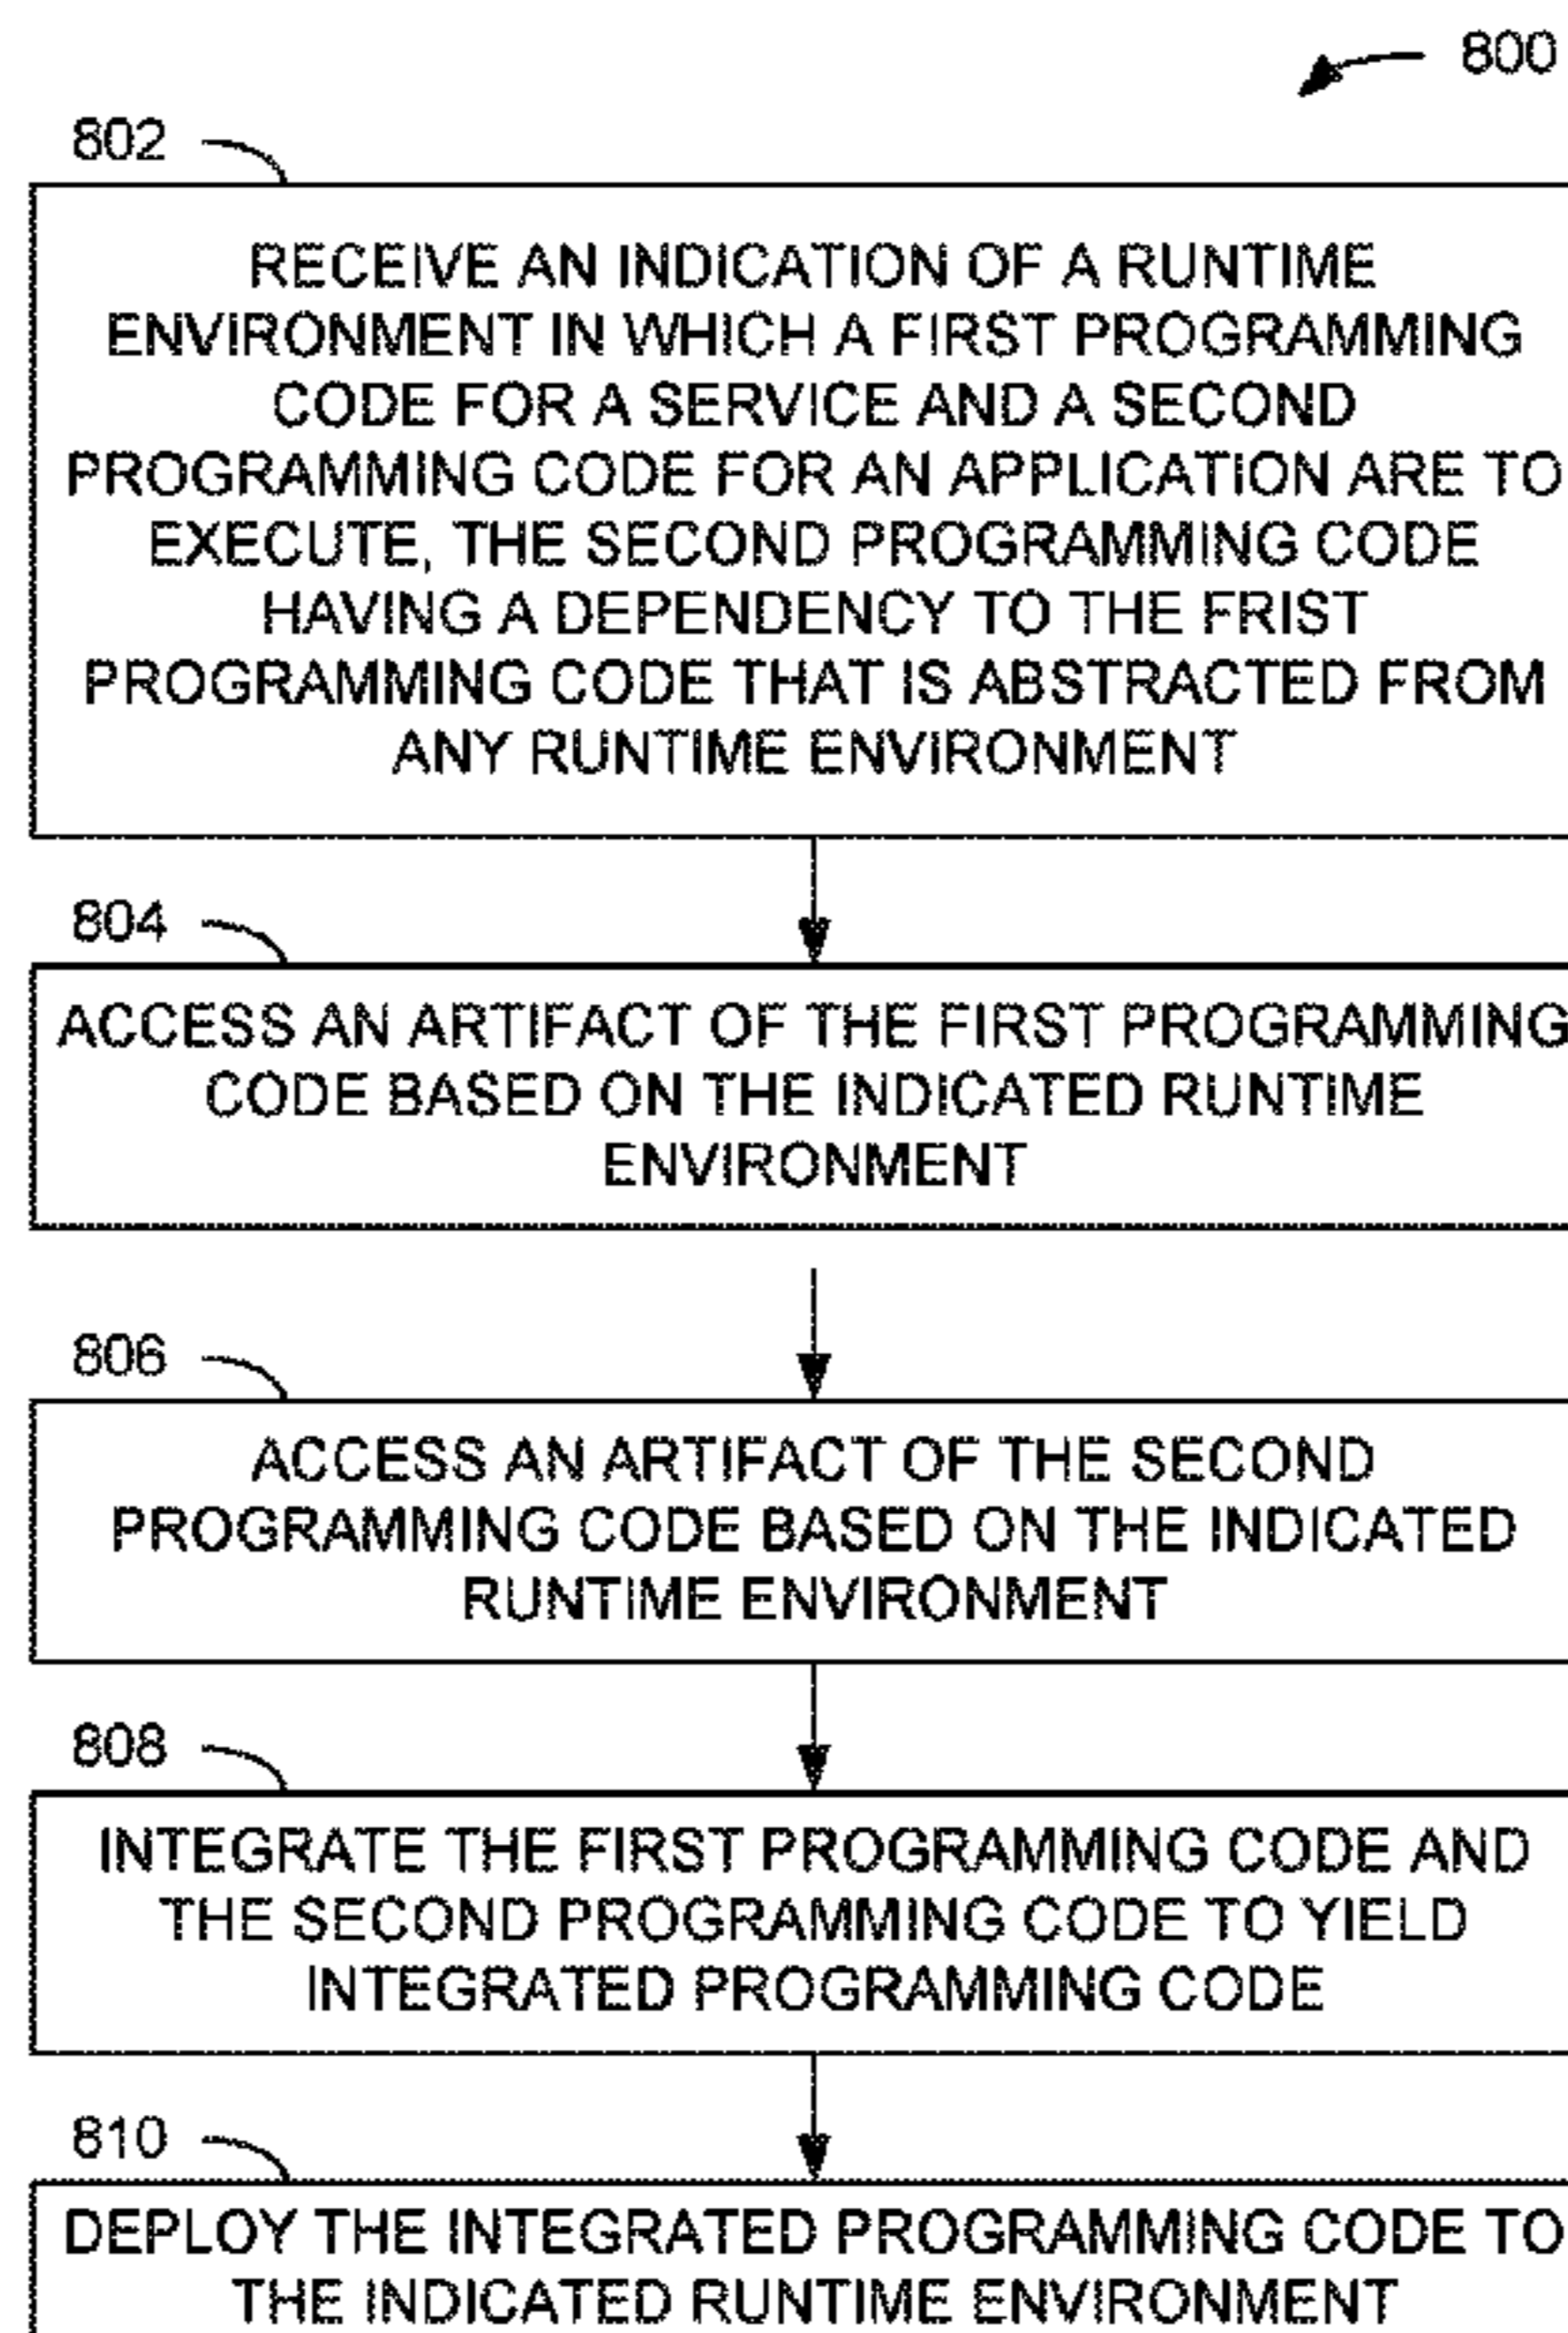 800
802
RECEIVE AN INDICATION OF A RUNTIME
ENVIRONMENT IN WHICH A FIRST PROGRAMMING
CODE FOR A SERVICE AND A SECOND
PROGRAMMING CODE FOR AN APPLICATION ARE TO
EXECUTE, THE SECOND PROGRAMMING CODE
HAVING A DEPENDENCY TO THE FRIST
PROGRAMMING CODE THAT IS ABSTRACTED FROM
ANY RUNTIME ENVIRONMENT
804
ACCESS AN ARTIFACT OF THE FIRST PROGRAMMING
CODE BASED ON THE INDICATED RUNTIME
ENVIRONMENT
806
ACCESS AN ARTIFACT OF THE SECOND
PROGRAMMING CODE BASED ON THE INDICATED
RUNTIME ENVIRONMENT
808
INTEGRATE THE FIRST PROGRAMMING CODE AND
THE SECOND PROGRAMMING CODE TO YIELD
INTEGRATED PROGRAMMING CODE
810
DEPLOY THE INTEGRATED PROGRAMMING CODE TO
THE INDICATED RUNTIME ENVIRONMENT